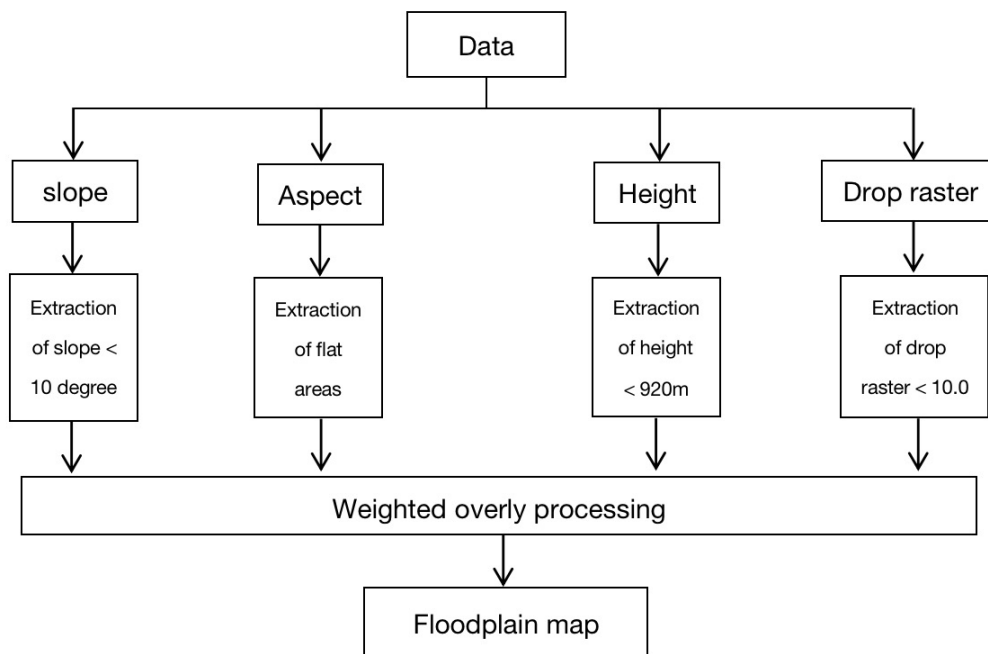 Data
slope
Aspect
Height
Drop raster
Extraction
of slope <
10 degree
Extraction
of flat
areas
Extraction
of height
< 920m
Extraction
of drop
raster < 10.0
Weighted overly processing
Floodplain map